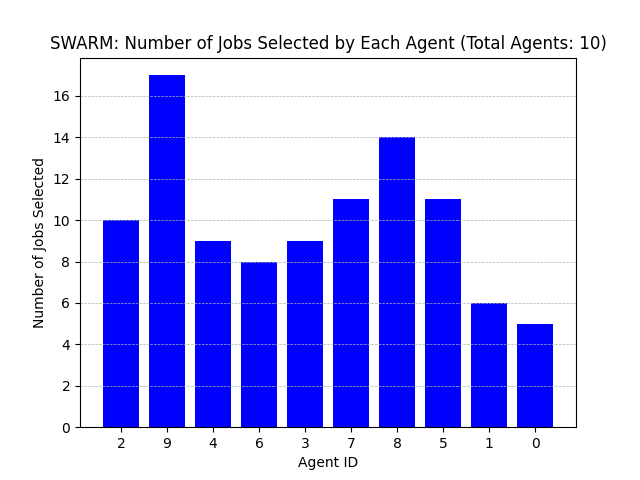 SWARM: Number of Jobs Selected by Each Agent (Total Agents: 10)
Number of Jobs Selected
16
14
12
10
8
6
4
2
0
2 9 4 6 3 7 8 5 1 0
Agent ID